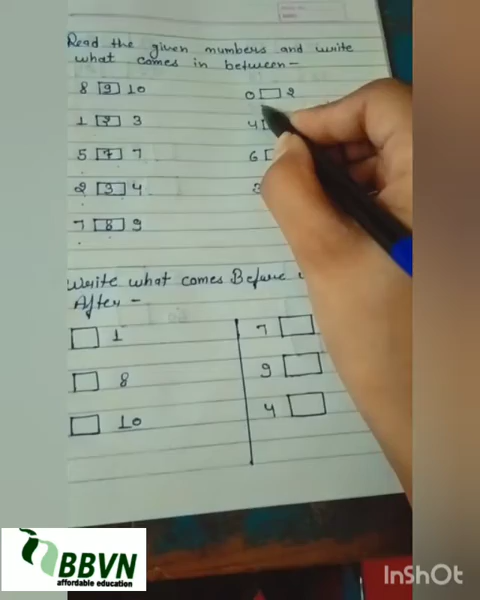 Read the given numbers and write
what comes in between-
8 9 10
0 2
1 2 3
4
5 7 7
6
2 3 4
3
7 8 9
Write what comes Before
After-
1
7
8
9
10
4
BBVN
affordable education
InShOt